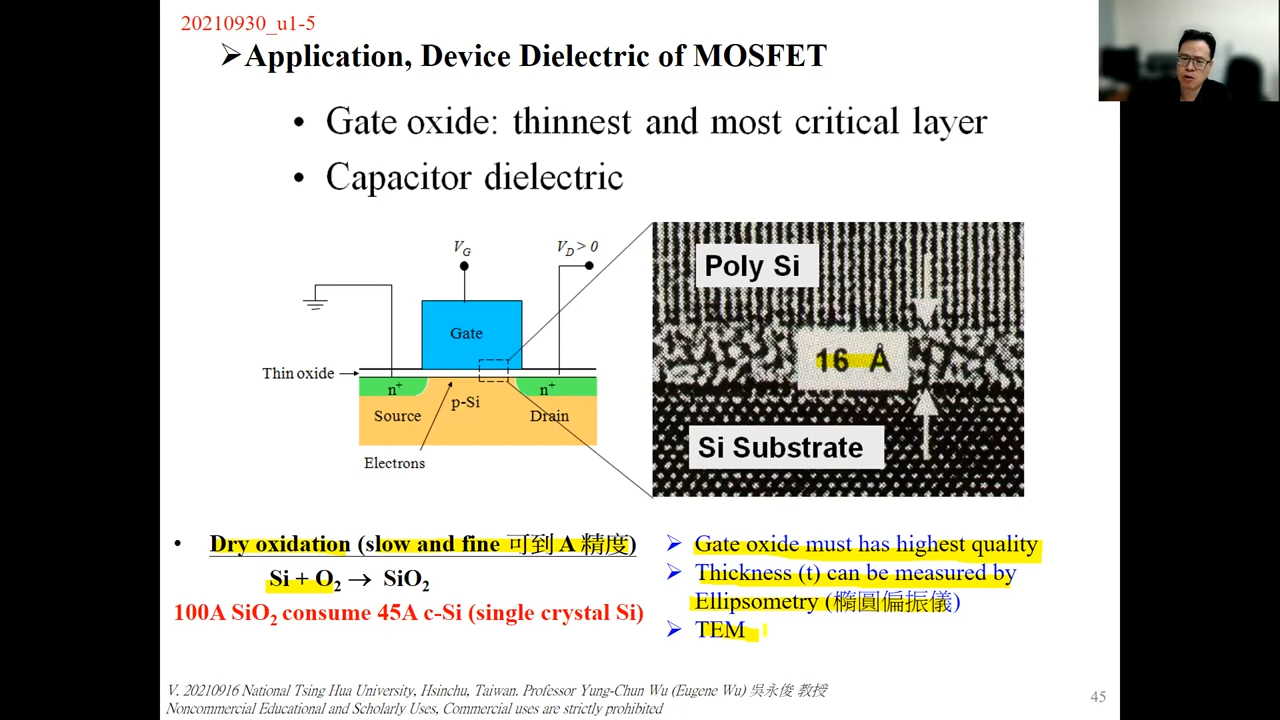 20210930_u1-5
➢Application, Device Dielectric of MOSFET
• Gate oxide: thinnest and most critical layer
• Capacitor dielectric
V_G
V_D > 0
Gate
Thin oxide
n⁺
n⁺
p-Si
Source
Drain
Electrons
Poly Si
16 Å
Si Substrate
• Dry oxidation (slow and fine 可到 A 精度)
Si + O₂ → SiO₂
100A SiO₂ consume 45A c-Si (single crystal Si)
➢ Gate oxide must has highest quality
➢ Thickness (t) can be measured by
Ellipsometry (橢圓偏振儀)
➢ TEM
V. 20210916 National Tsing Hua University, Hsinchu, Taiwan. Professor Yung-Chun Wu (Eugene Wu) 吳永俊 教授
Noncommercial Educational and Scholarly Uses, Commercial uses are strictly prohibited
45